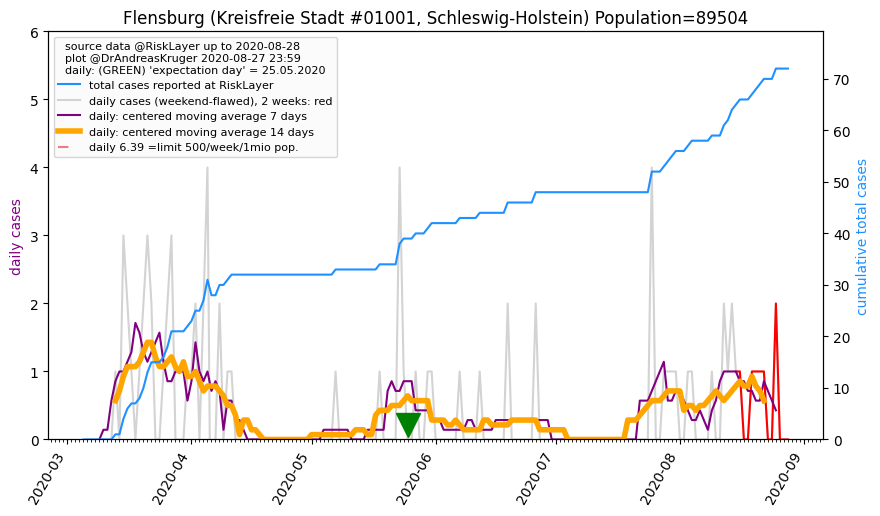 Flensburg (Kreisfreie Stadt #01001, Schleswig-Holstein) Population=89504
source data @RiskLayer up to 2020-08-28
plot @DrAndreasKruger 2020-08-27 23:59
daily: (GREEN) 'expectation day' = 25.05.2020
total cases reported at RiskLayer
daily cases (weekend-flawed), 2 weeks: red
daily: centered moving average 7 days
daily: centered moving average 14 days
daily 6.39 =limit 500/week/1mio pop.
daily cases
6
5
4
3
2
1
0
cumulative total cases
70
60
50
40
30
20
10
0
2020-03
2020-04
2020-05
2020-06
2020-07
2020-08
2020-09